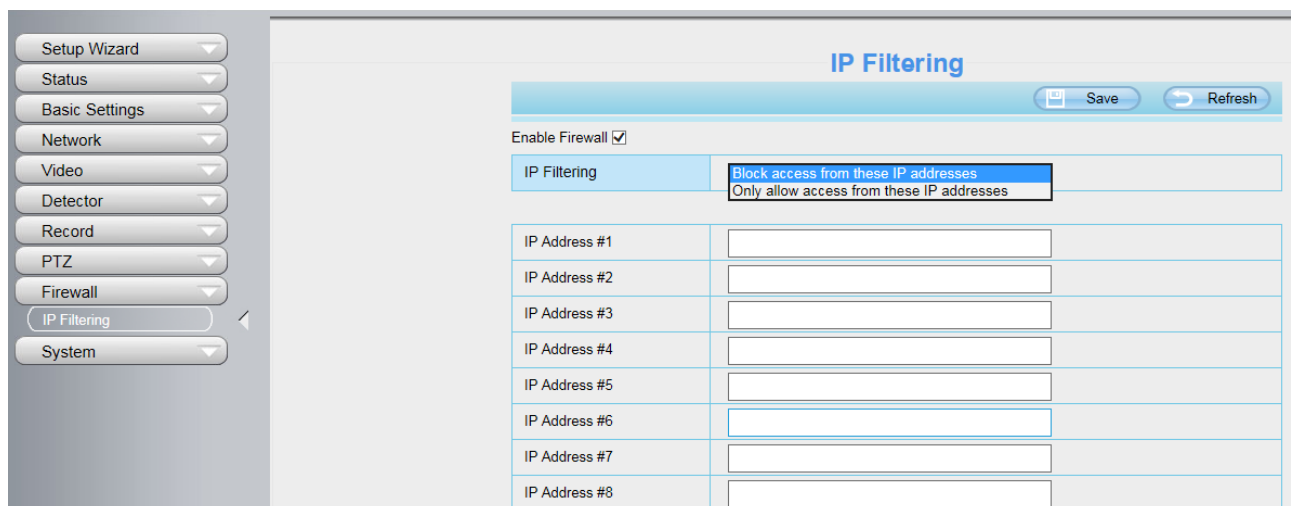 Setup Wizard
Status
Basic Settings
Network
Video
Detector
Record
PTZ
Firewall
IP Filtering
System
IP Filtering
Save Refresh
Enable Firewall
IP Filtering
Block access from these IP addresses
Only allow access from these IP addresses
IP Address #1
IP Address #2
IP Address #3
IP Address #4
IP Address #5
IP Address #6
IP Address #7
IP Address #8